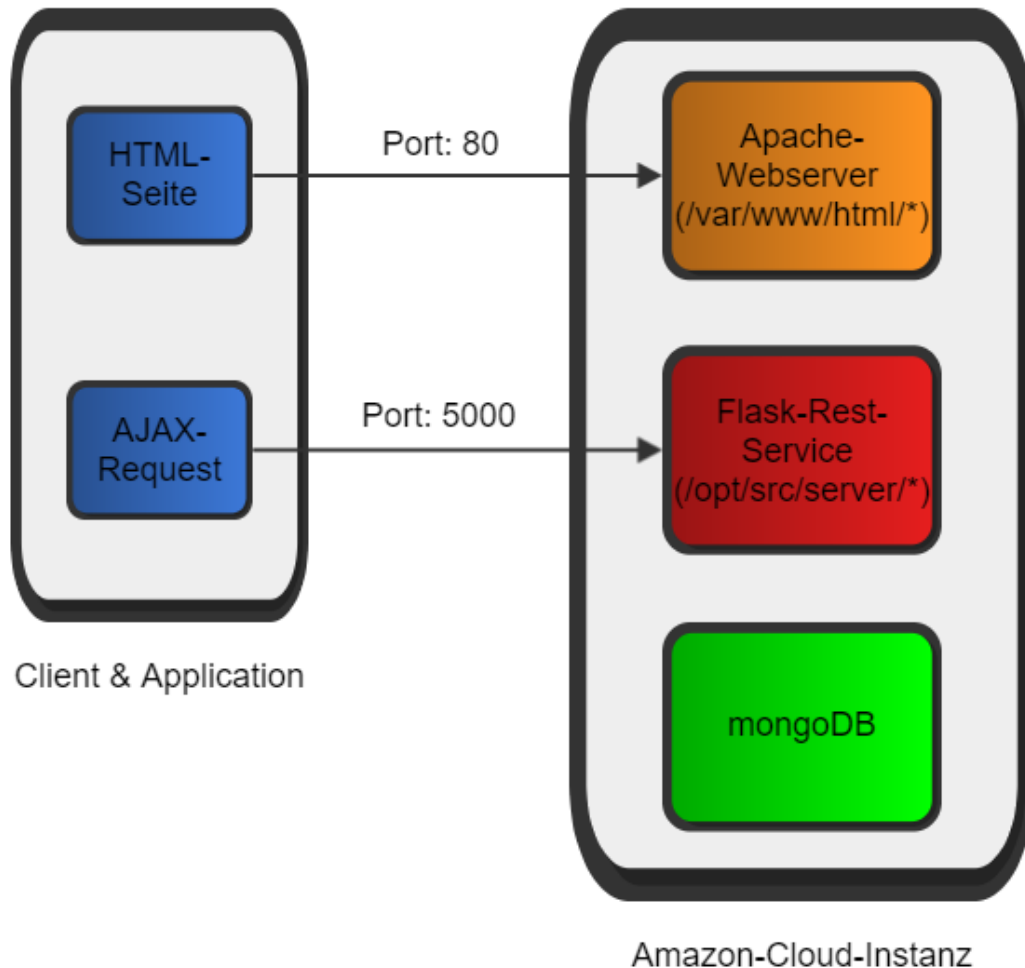 HTML-
Seite
Port: 80
Apache-
Webserver
(/var/www/html/*)
AJAX-
Request
Port: 5000
Flask-Rest-
Service
(/opt/src/server/*)
mongoDB
Client & Application
Amazon-Cloud-Instanz